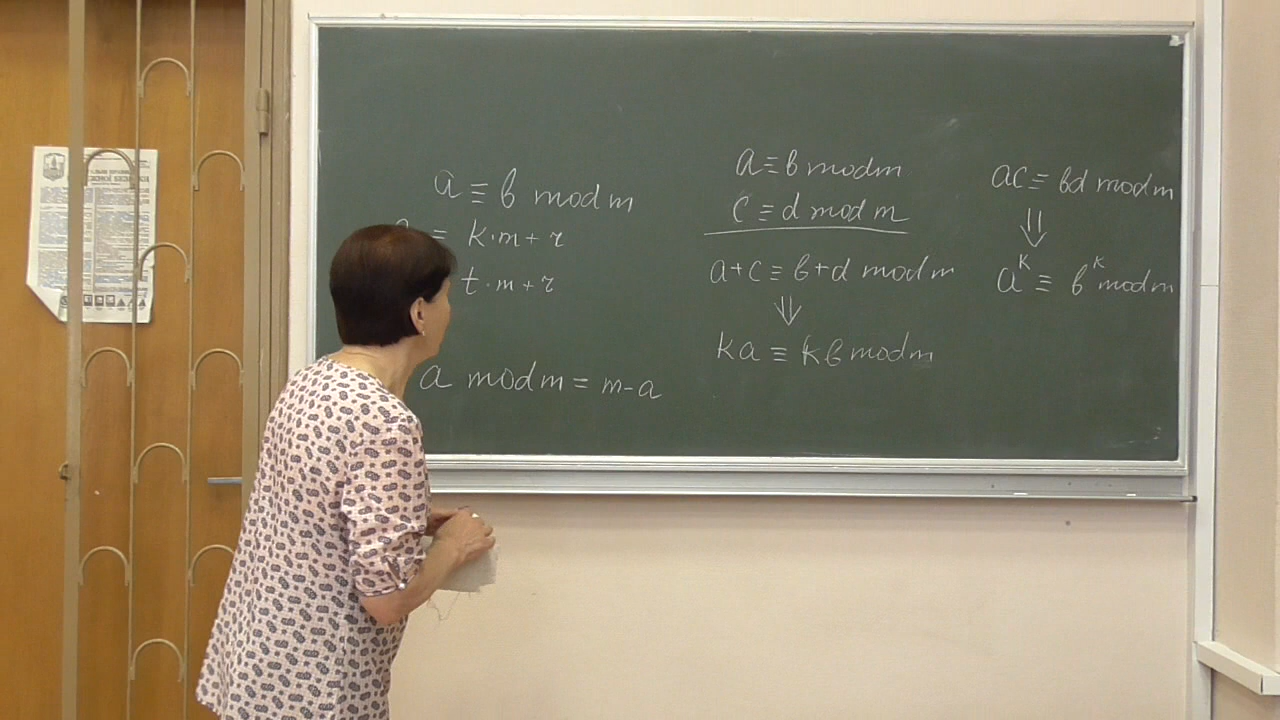 a ≡ b mod m
= k·m + r
t·m + r
a mod m = m-a
a ≡ b mod m
c ≡ d mod m
a+c ≡ b+d mod m
⇓
ka ≡ kb mod m
ac ≡ bd mod m
⇓
a^k ≡ b^k mod m